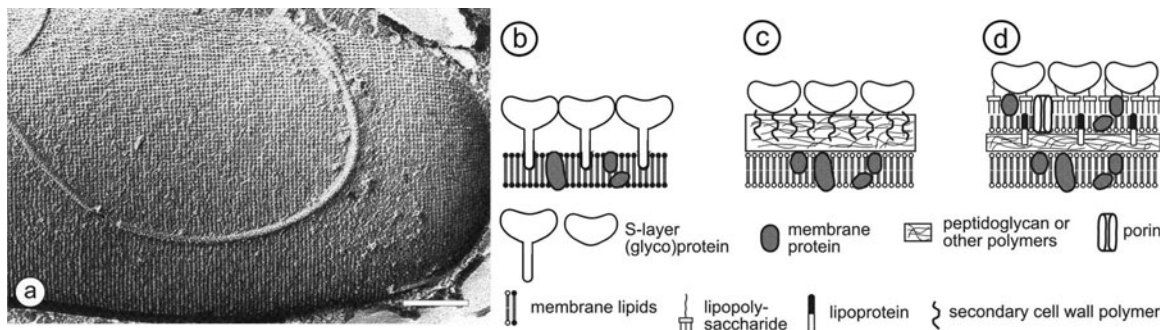 a
b
c
d
S-layer
(glyco)protein
membrane
protein
peptidoglycan or
other polymers
porin
membrane lipids
lipopoly-
saccharide
lipoprotein
secondary cell wall polymer